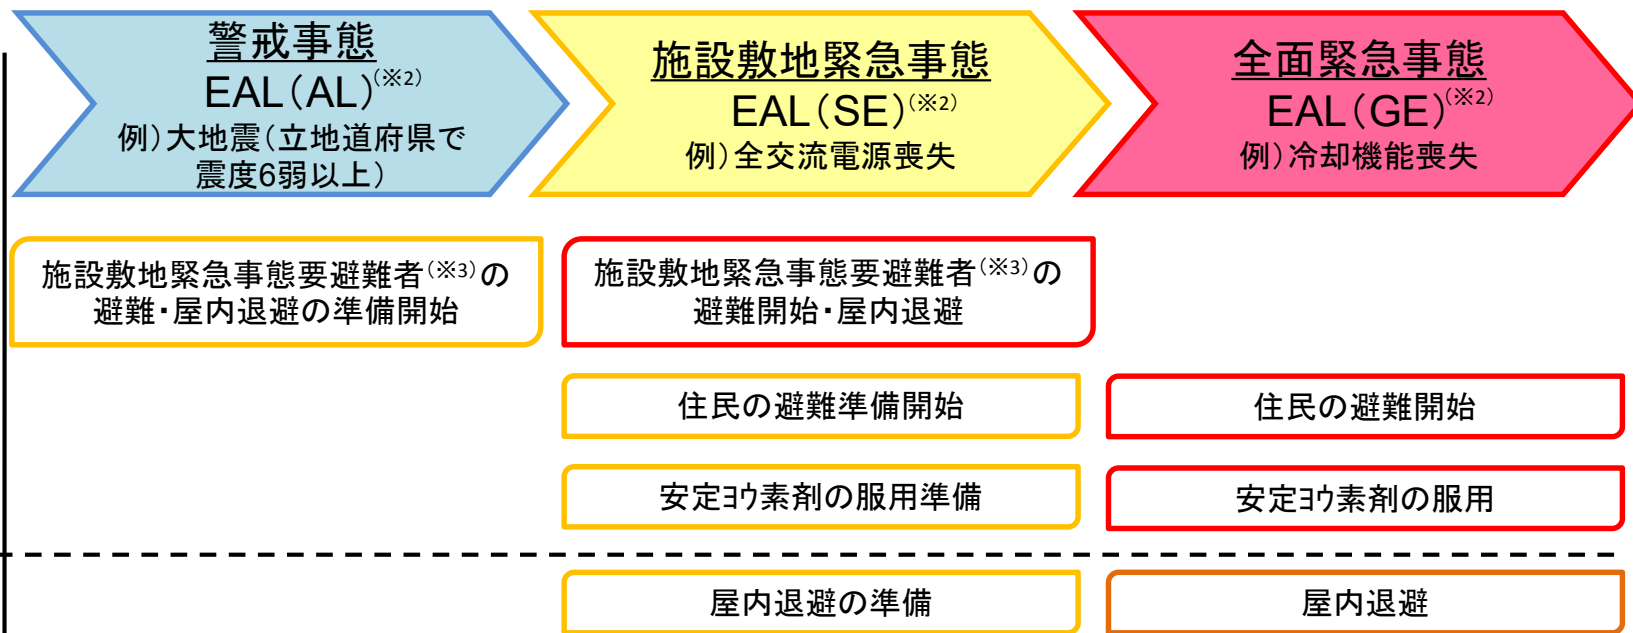 警戒事態
EAL(AL)(※2)
例)大地震(立地道府県で
震度6弱以上)
施設敷地緊急事態
EAL(SE)(※2)
例)全交流電源喪失
全面緊急事態
EAL(GE)(※2)
例)冷却機能喪失
施設敷地緊急事態要避難者(※3)の
避難・屋内退避の準備開始
施設敷地緊急事態要避難者(※3)の
避難開始・屋内退避
住民の避難準備開始
住民の避難開始
安定ヨウ素剤の服用準備
安定ヨウ素剤の服用
屋内退避の準備
屋内退避